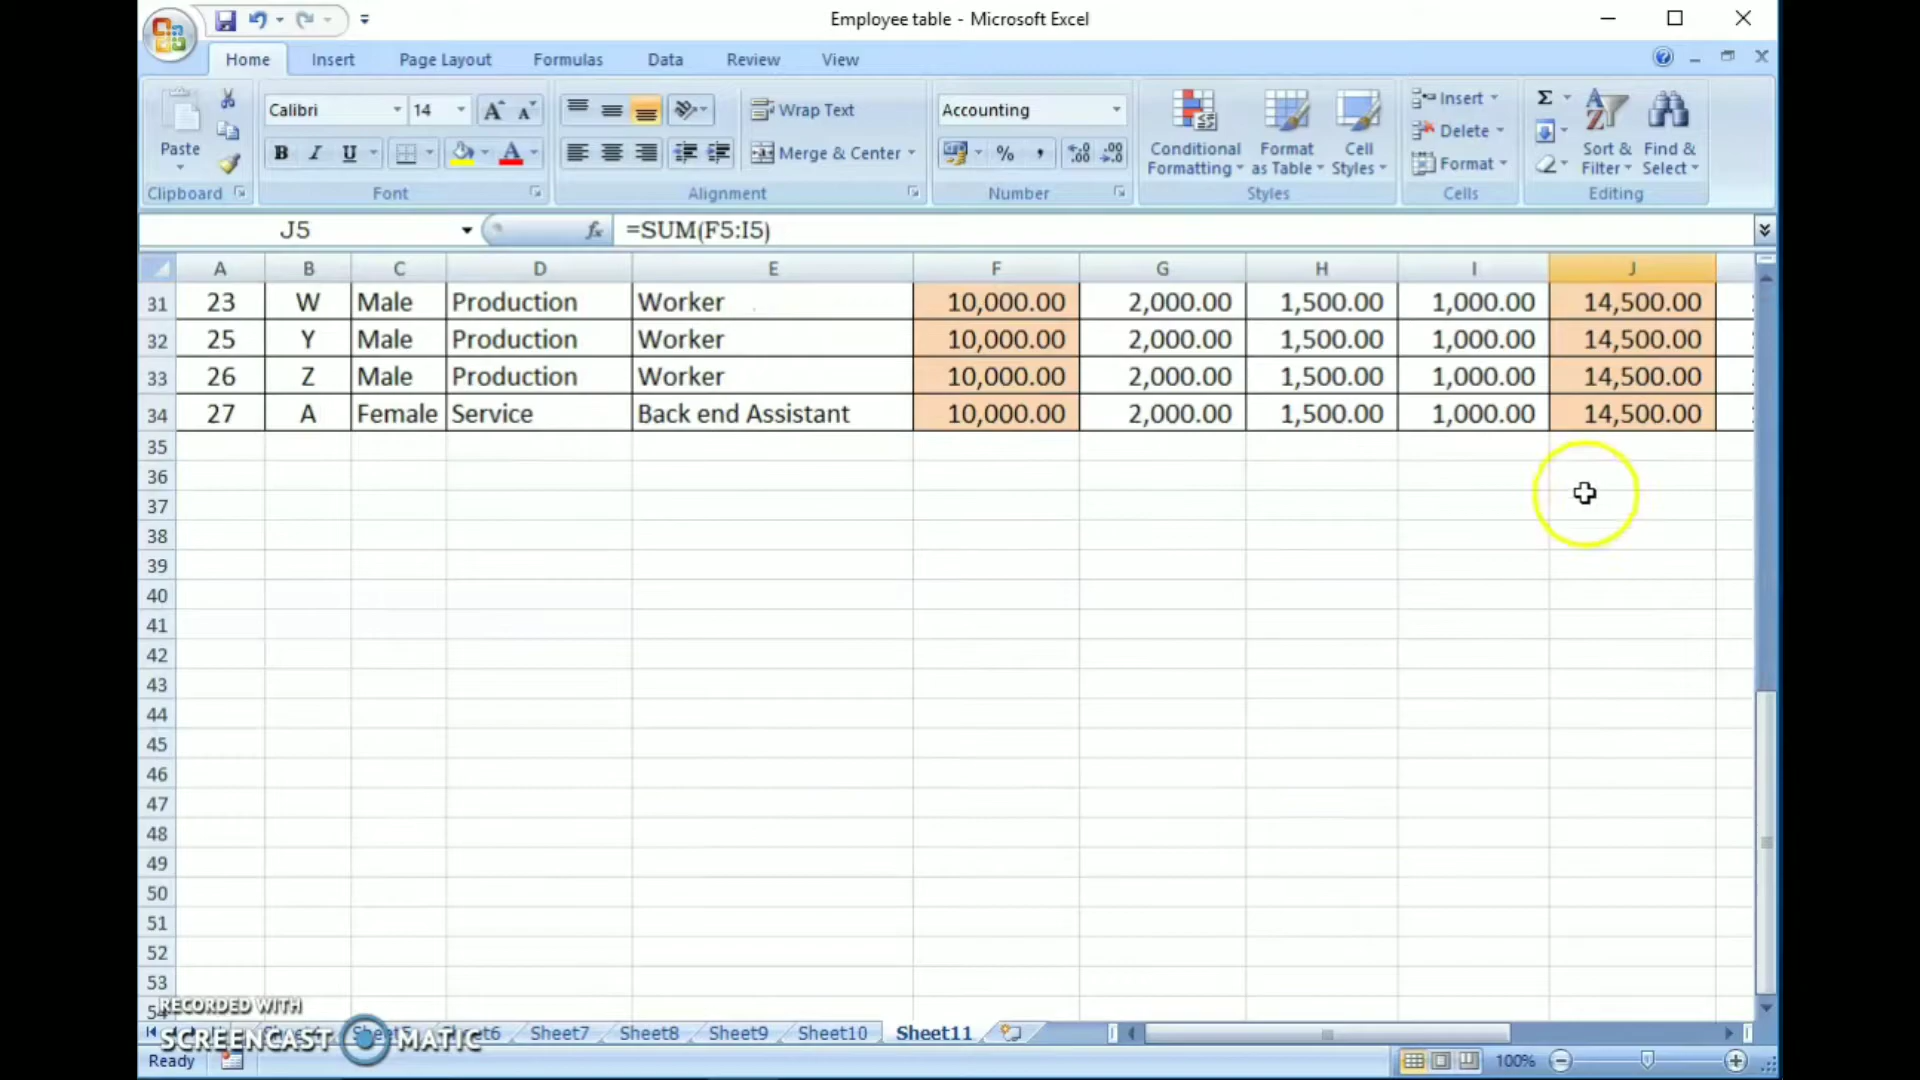 Employee table - Microsoft Excel
Home Insert Page Layout Formulas Data Review View
Calibri 14 Wrap Text Accounting Insert
Paste B I U A Merge & Center % , Conditional Formatting Format as Table Cell Styles Delete Format Σ Sort & Filter Find & Select
Clipboard Font Alignment Number Styles Cells Editing
J5 fx =SUM(F5:I5)
A B C D E F G H I J
31 23 W Male Production Worker 10,000.00 2,000.00 1,500.00 1,000.00 14,500.00
32 25 Y Male Production Worker 10,000.00 2,000.00 1,500.00 1,000.00 14,500.00
33 26 Z Male Production Worker 10,000.00 2,000.00 1,500.00 1,000.00 14,500.00
34 27 A Female Service Back end Assistant 10,000.00 2,000.00 1,500.00 1,000.00 14,500.00
35
36
37
38
39
40
41
42
43
44
45
46
47
48
49
50
51
52
53
54
RECORDED WITH
SCREENCAST MATIC
Sheet7 Sheet8 Sheet9 Sheet10 Sheet11
Ready 100%